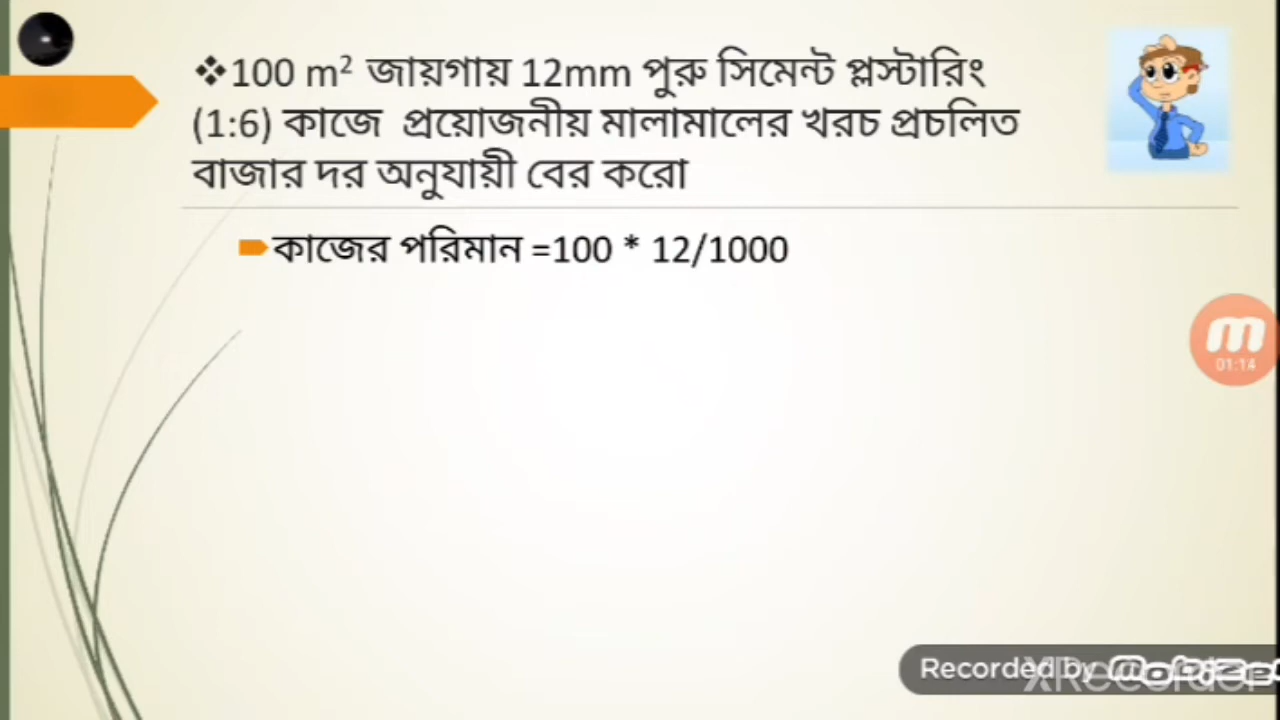 ❖100 m² জায়গায় 12mm পুরু সিমেন্ট প্লস্টারিং
(1:6) কাজে প্রয়োজনীয় মালামালের খরচ প্রচলিত
বাজার দর অনুযায়ী বের করো
কাজের পরিমান =100 * 12/1000
01:14
Recorded by
XRecorder